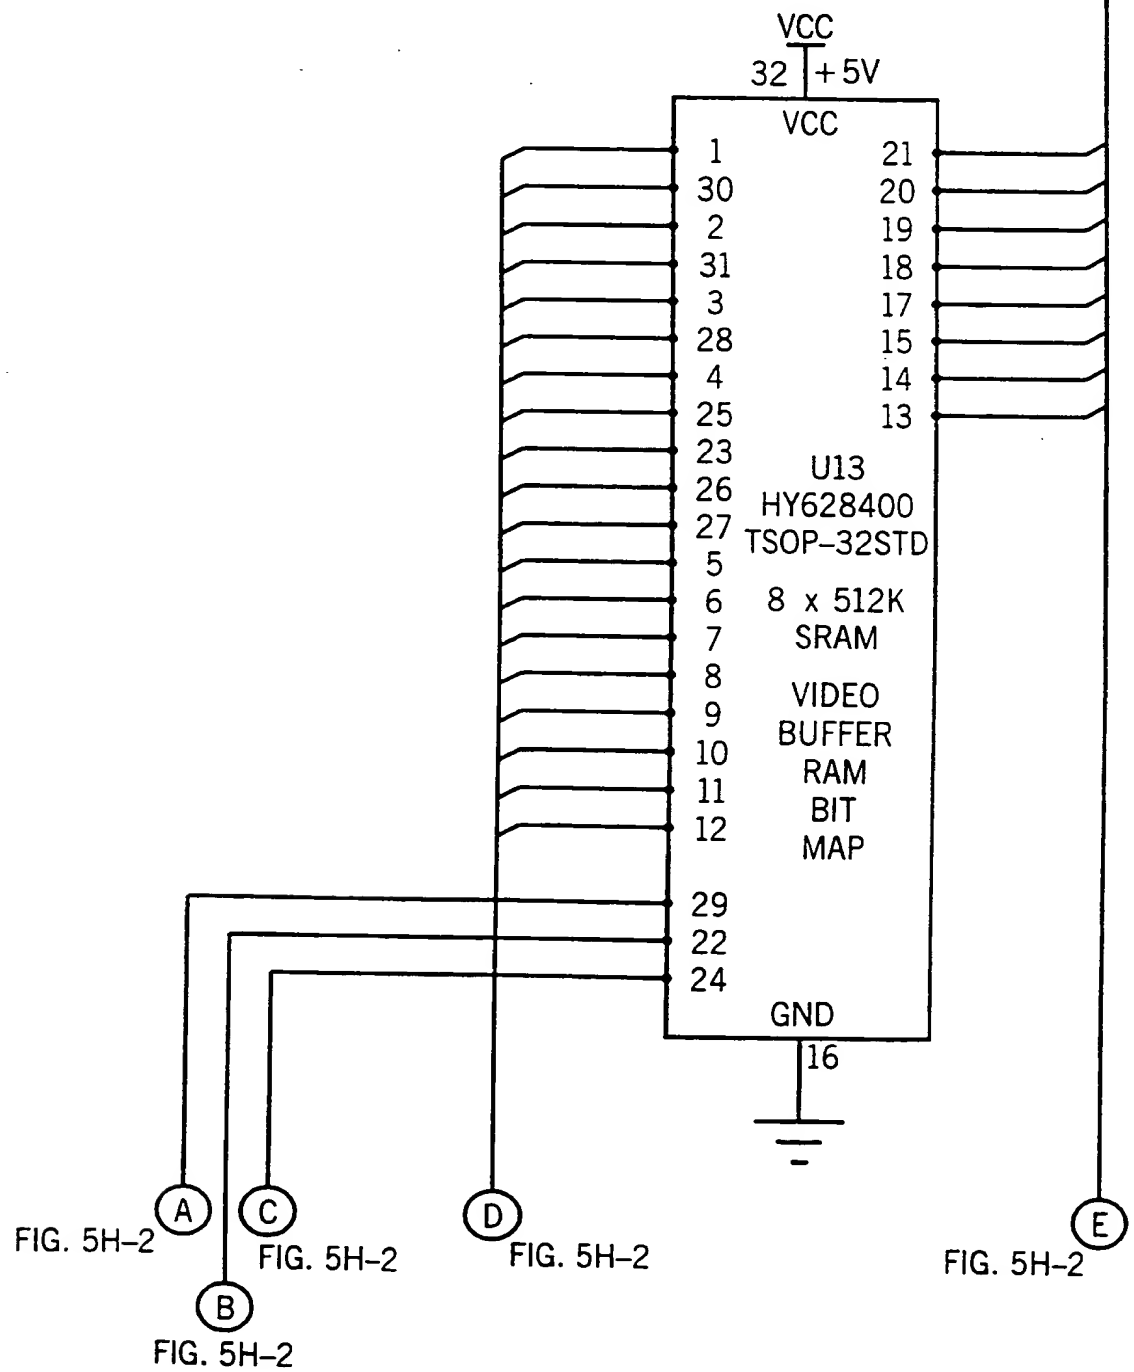 VCC
32 +5V
VCC
1 21
30 20
2 19
31 18
3 17
28 15
4 14
25 13
23
26
27
5
6
7
8
9
10
11
12
29
22
24
U13
HY628400
TSOP–32STD
8 x 512K
SRAM
VIDEO
BUFFER
RAM
BIT
MAP
GND
16
A
FIG. 5H–2
B
FIG. 5H–2
C
FIG. 5H–2
D
FIG. 5H–2
E
FIG. 5H–2